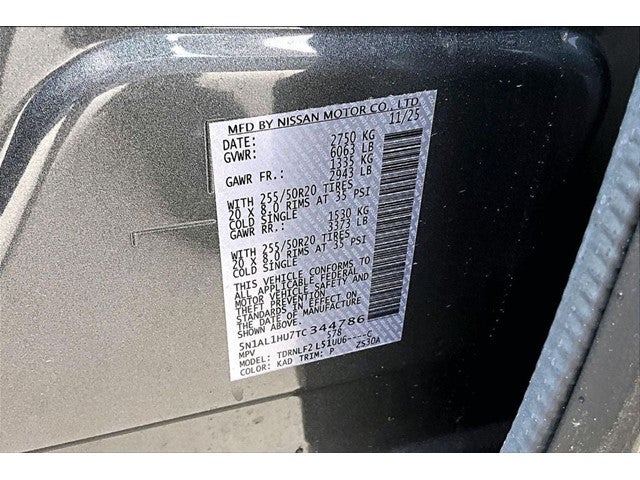 MFD BY NISSAN MOTOR CO., LTD.
DATE: 11/25
GVWR: 2750 KG
6063 LB
GAWR FR.: 1335 KG
2943 LB
WITH 255/50R20 TIRES
20 X 8.0 RIMS AT 35 PSI
COLD SINGLE
GAWR RR.: 1530 KG
3373 LB
WITH 255/50R20 TIRES
20 X 8.0 RIMS AT 35 PSI
COLD SINGLE
THIS VEHICLE CONFORMS TO
ALL APPLICABLE FEDERAL
MOTOR VEHICLE SAFETY AND
THEFT PREVENTION
STANDARDS IN EFFECT ON
THE DATE OF MANUFACTURE
SHOWN ABOVE.
5N1AL1HU7TC344786
MPV 578
MODEL: TDRNLF2 L51UU6----C
COLOR: KAD TRIM: P ZS30A